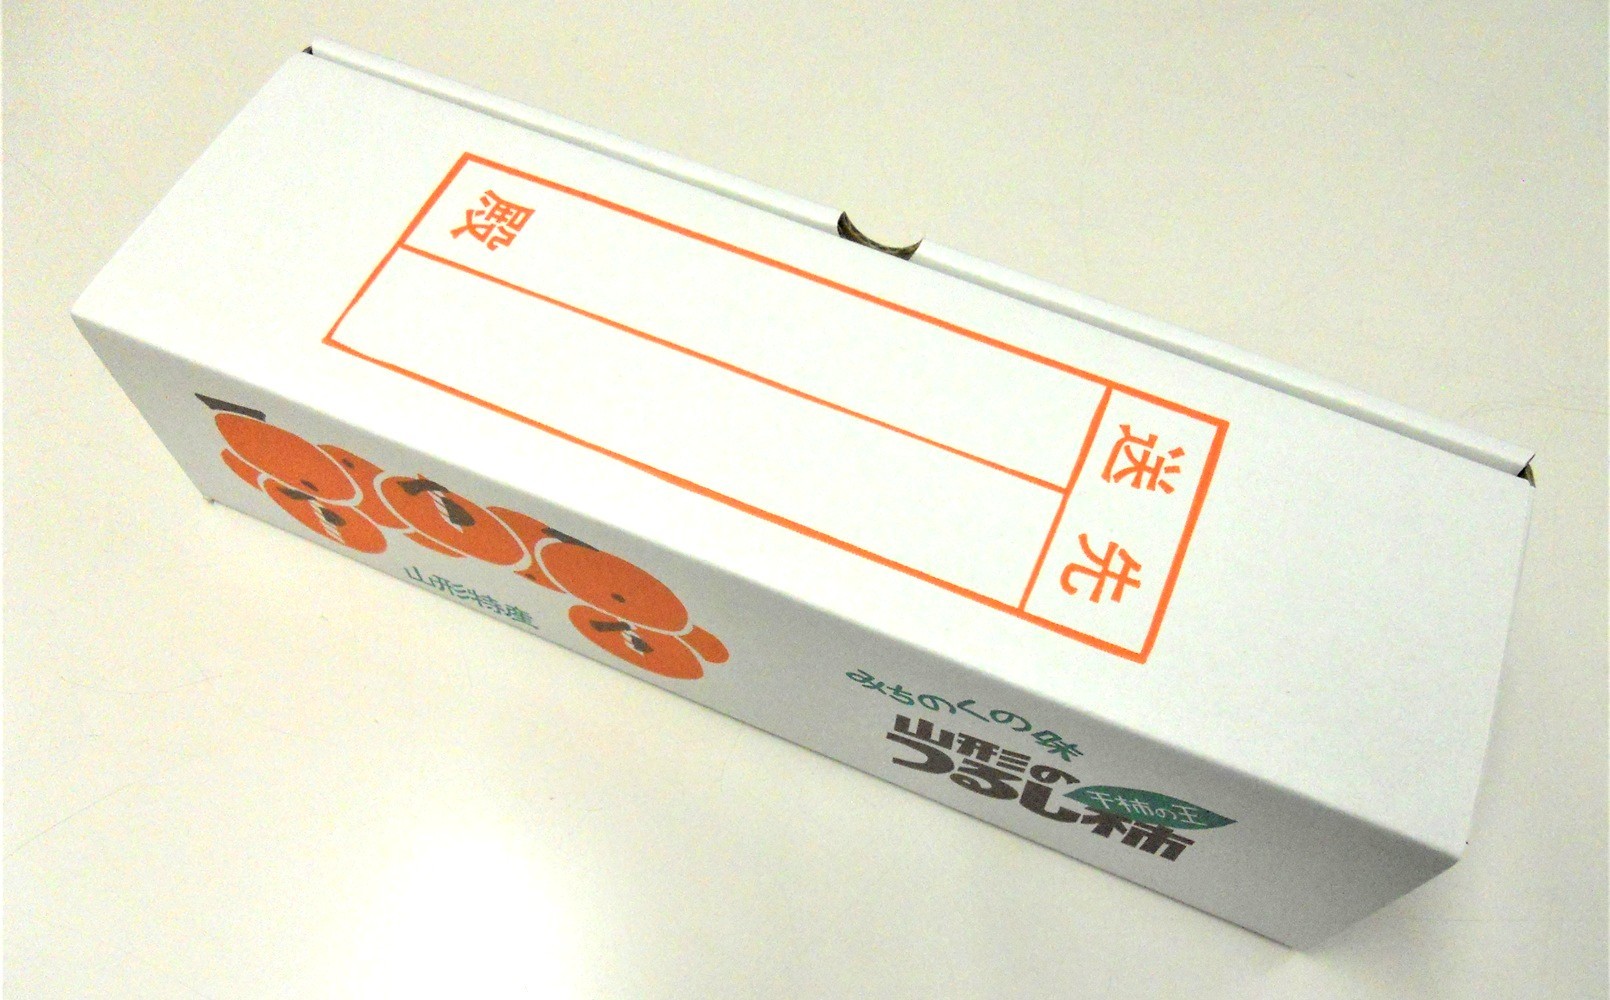 送先
殿
山形特産
みちのくの味
山形の
つるし柿
干柿の王